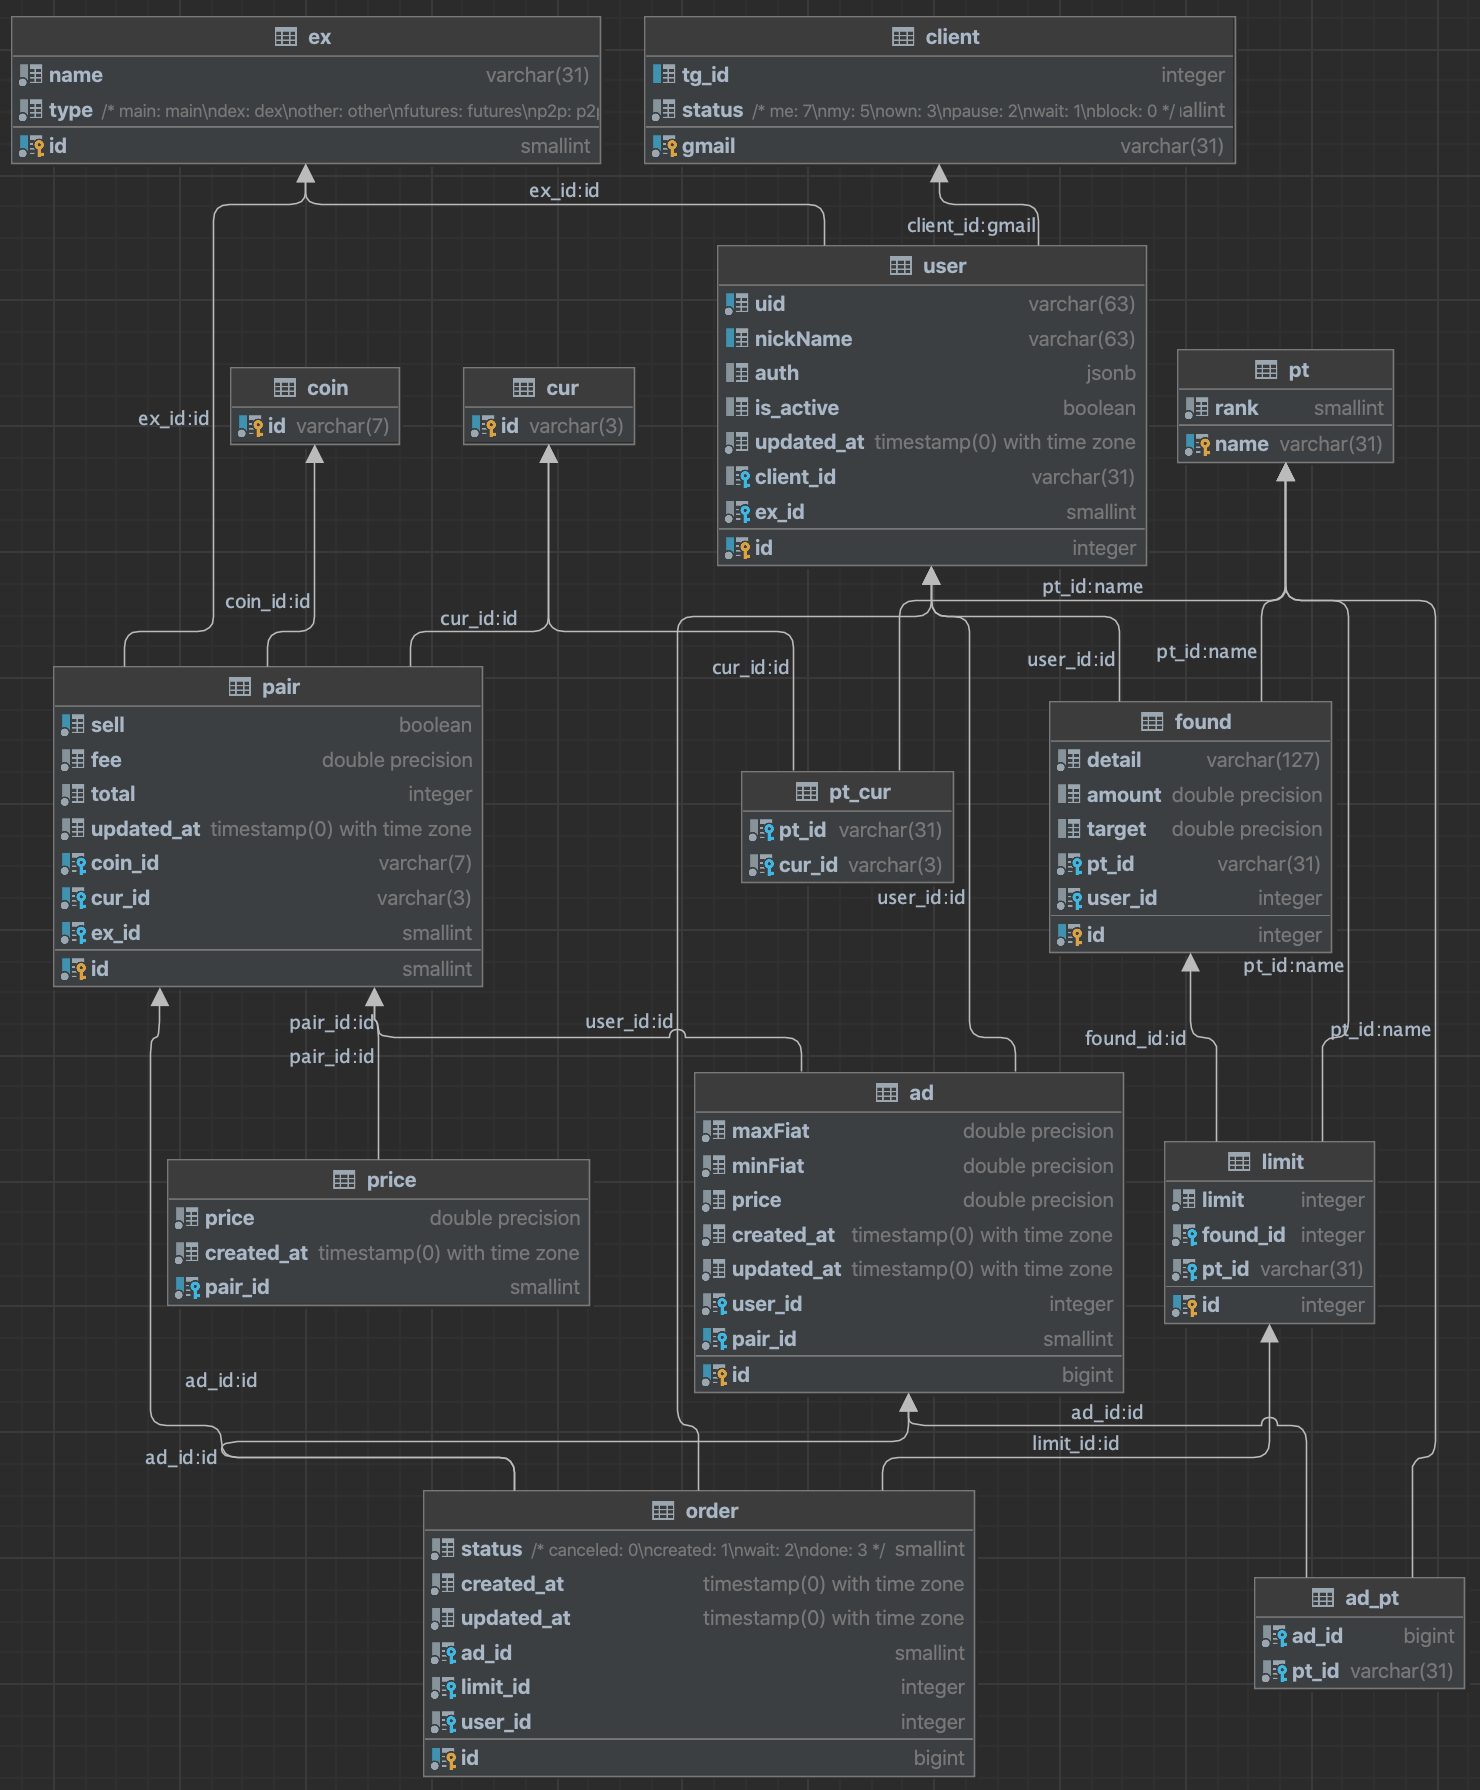 ex
name varchar(31)
type /* main: main\ndex: dex\nother: other\nfutures: futures\np2p: p2p
id smallint
client
tg_id integer
status /* me: 7\nmy: 5\nown: 3\npause: 2\nwait: 1\nblock: 0 */ allint
gmail varchar(31)
ex_id:id
client_id:gmail
user
uid varchar(63)
nickName varchar(63)
auth jsonb
is_active boolean
updated_at timestamp(0) with time zone
client_id varchar(31)
ex_id smallint
id integer
coin
id varchar(7)
cur
id varchar(3)
pt
rank smallint
name varchar(31)
ex_id:id
coin_id:id
cur_id:id
pt_id:name
cur_id:id
user_id:id
pt_id:name
pair
sell boolean
fee double precision
total integer
updated_at timestamp(0) with time zone
coin_id varchar(7)
cur_id varchar(3)
ex_id smallint
id smallint
pt_cur
pt_id varchar(31)
cur_id varchar(3)
found
detail varchar(127)
amount double precision
target double precision
pt_id varchar(31)
user_id integer
id integer
user_id:id
pt_id:name
pair_id:id
user_id:id
pair_id:id
found_id:id
pt_id:name
price
price double precision
created_at timestamp(0) with time zone
pair_id smallint
ad
maxFiat double precision
minFiat double precision
price double precision
created_at timestamp(0) with time zone
updated_at timestamp(0) with time zone
user_id integer
pair_id smallint
id bigint
limit
limit integer
found_id integer
pt_id varchar(31)
id integer
ad_id:id
ad_id:id
limit_id:id
ad_id:id
order
status /* canceled: 0\ncreated: 1\nwait: 2\ndone: 3 */ smallint
created_at timestamp(0) with time zone
updated_at timestamp(0) with time zone
ad_id smallint
limit_id integer
user_id integer
id bigint
ad_pt
ad_id bigint
pt_id varchar(31)